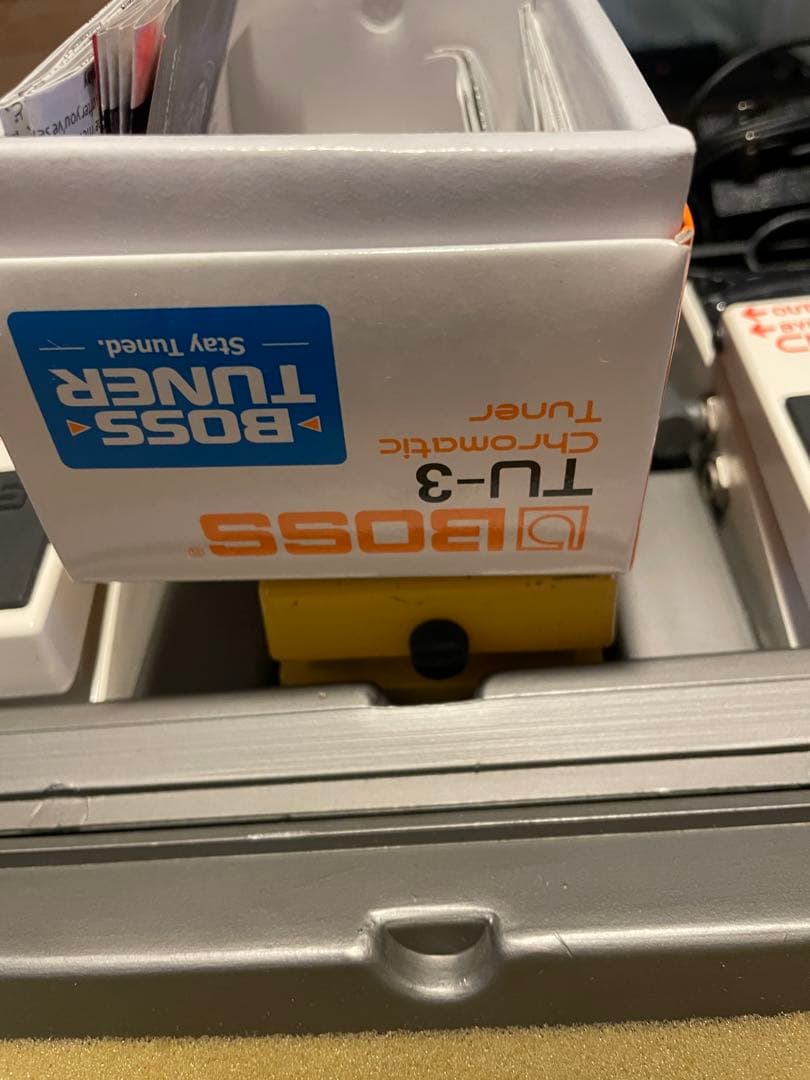 BOSS®
TU-3
Chromatic
Tuner
BOSS
TUNER
Stay Tuned.